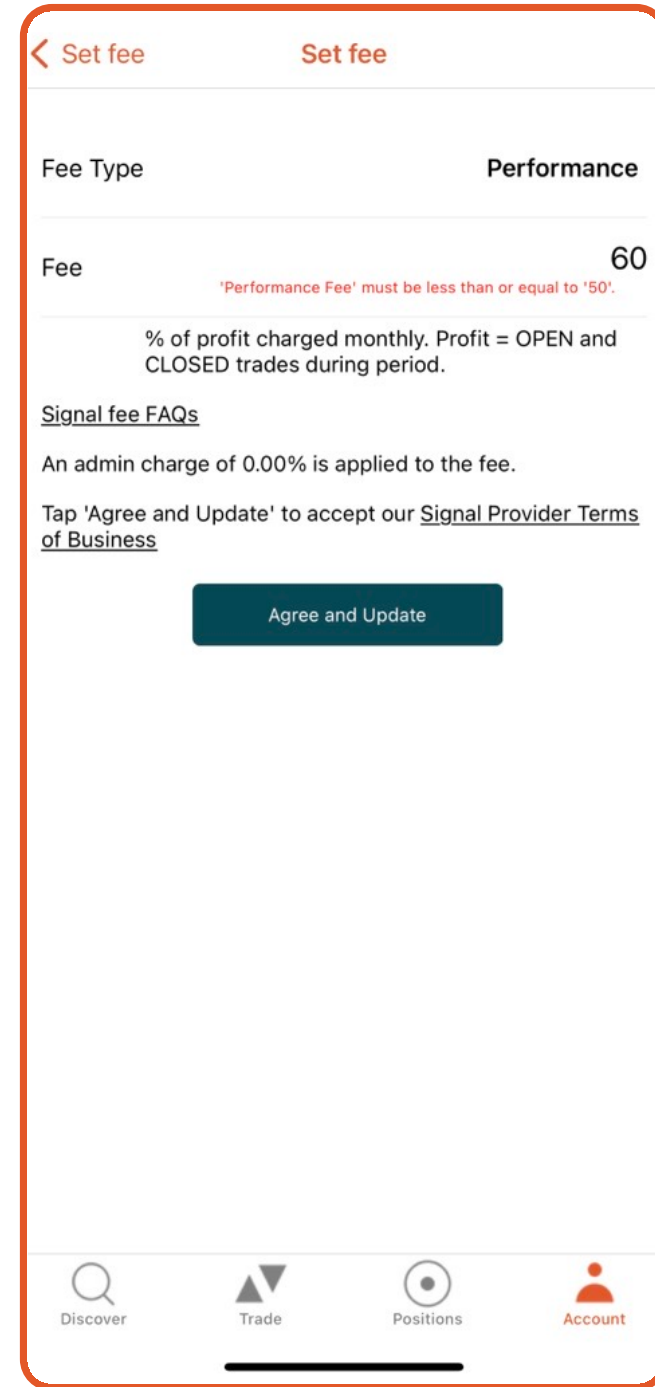 Set fee
Set fee
Fee Type
Performance
Fee
60
'Performance Fee' must be less than or equal to '50'.
% of profit charged monthly. Profit = OPEN and
CLOSED trades during period.
Signal fee FAQs
An admin charge of 0.00% is applied to the fee.
Tap 'Agree and Update' to accept our Signal Provider Terms
of Business
Agree and Update
Discover
Trade
Positions
Account